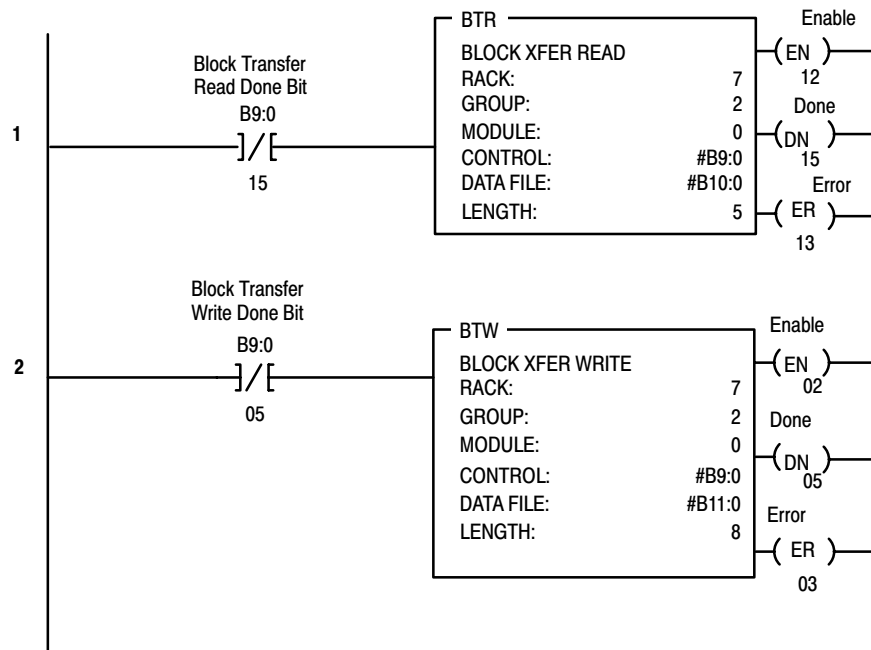 BTR
Enable
Block Transfer
Read Done Bit
B9:0
]/[
15
1
BLOCK XFER READ
RACK: 7
GROUP: 2
MODULE: 0
CONTROL: #B9:0
DATA FILE: #B10:0
LENGTH: 5
(EN)
12
Done
(DN)
15
Error
(ER)
13
Block Transfer
Write Done Bit
B9:0
]/[
05
2
BTW
BLOCK XFER WRITE
RACK: 7
GROUP: 2
MODULE: 0
CONTROL: #B9:0
DATA FILE: #B11:0
LENGTH: 8
Enable
(EN)
02
Done
(DN)
05
Error
(ER)
03